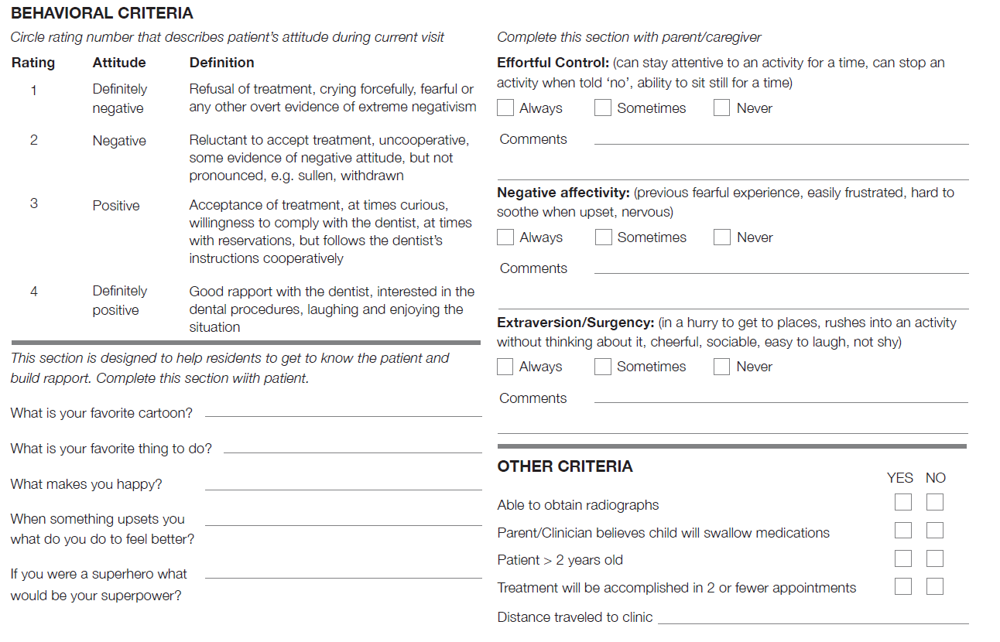 BEHAVIORAL CRITERIA
Circle rating number that describes patient's attitude during current visit
Rating Attitude Definition
1 Definitely negative Refusal of treatment, crying forcefully, fearful or
any other overt evidence of extreme negativism
2 Negative Reluctant to accept treatment, uncooperative,
some evidence of negative attitude, but not
pronounced, e.g. sullen, withdrawn
3 Positive Acceptance of treatment, at times curious,
willingness to comply with the dentist, at times
with reservations, but follows the dentist's
instructions cooperatively
4 Definitely positive Good rapport with the dentist, interested in the
dental procedures, laughing and enjoying the
situation
This section is designed to help residents to get to know the patient and
build rapport. Complete this section wiith patient.
What is your favorite cartoon?
What is your favorite thing to do?
What makes you happy?
When something upsets you
what do you do to feel better?
If you were a superhero what
would be your superpower?
Complete this section with parent/caregiver
Effortful Control: (can stay attentive to an activity for a time, can stop an
activity when told ‘no’, ability to sit still for a time)
Always Sometimes Never
Comments
Negative affectivity: (previous fearful experience, easily frustrated, hard to
soothe when upset, nervous)
Always Sometimes Never
Comments
Extraversion/Surgency: (in a hurry to get to places, rushes into an activity
without thinking about it, cheerful, sociable, easy to laugh, not shy)
Always Sometimes Never
Comments
OTHER CRITERIA
YES NO
Able to obtain radiographs
Parent/Clinician believes child will swallow medications
Patient > 2 years old
Treatment will be accomplished in 2 or fewer appointments
Distance traveled to clinic